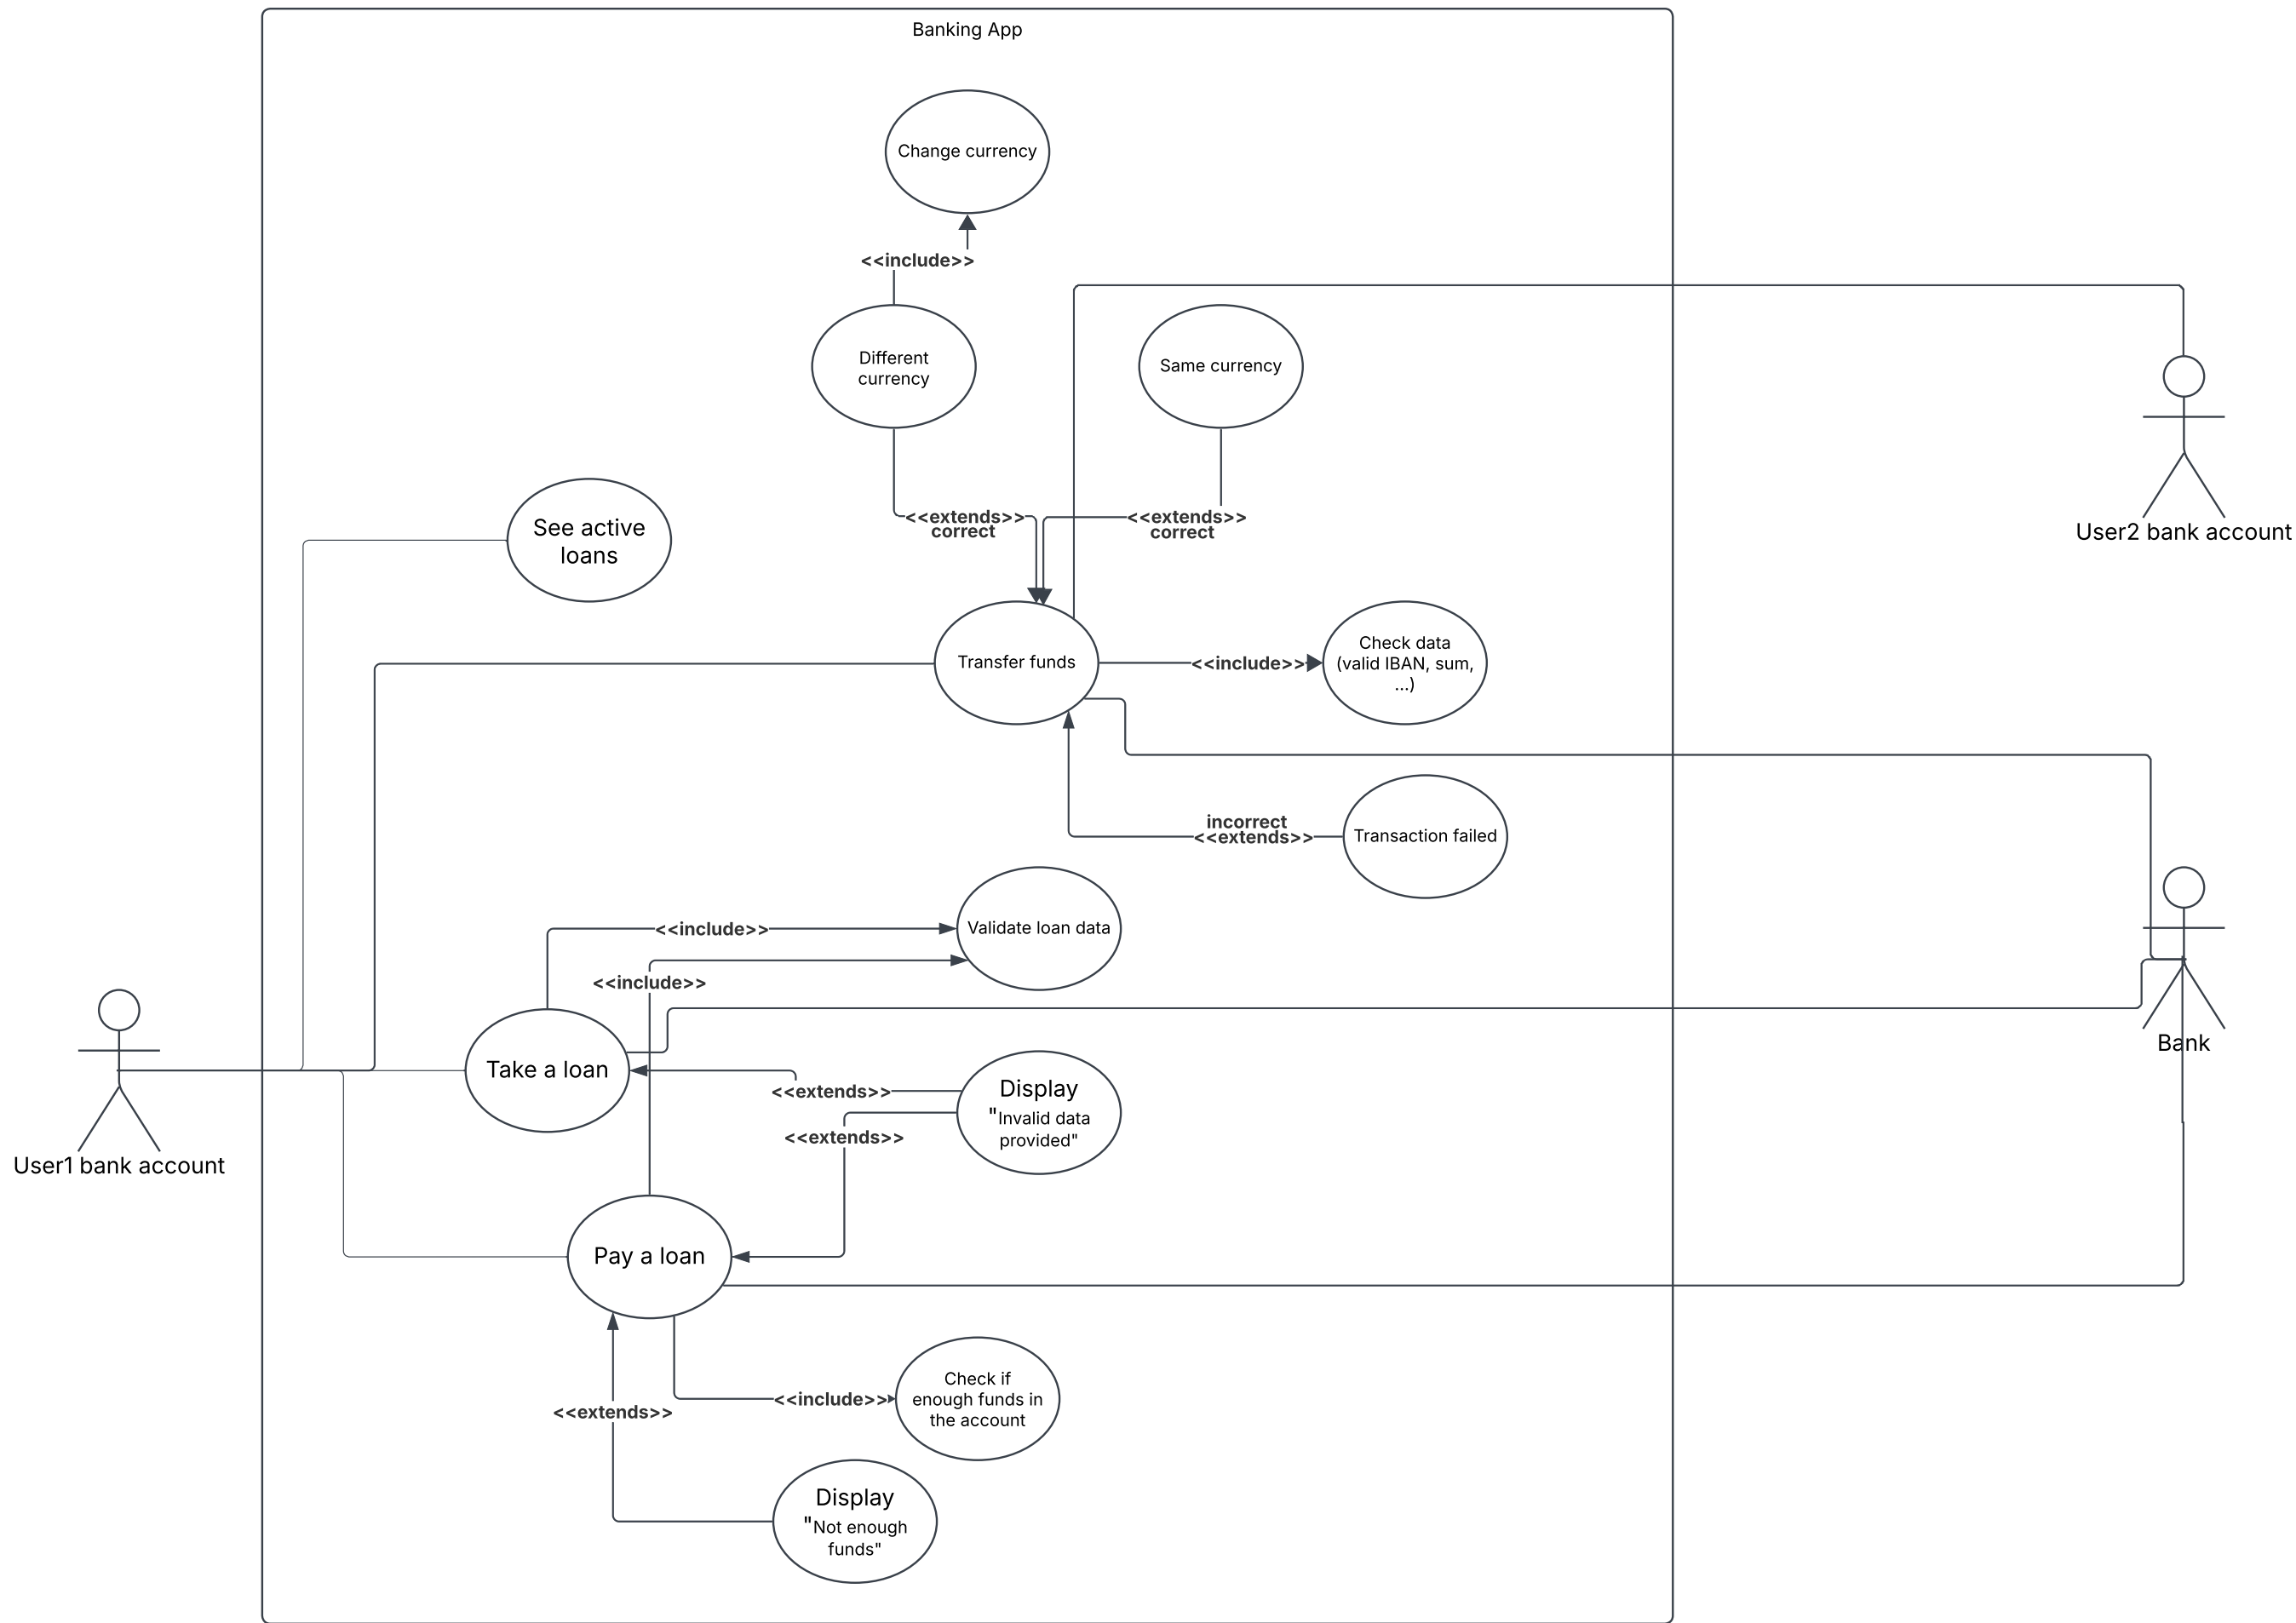 Banking App
Change currency
<<include>>
Different
currency
Same currency
<<extends>>
correct
<<extends>>
correct
See active
loans
User2 bank account
Transfer funds
<<include>>
Check data
(valid IBAN, sum,
...)
incorrect
<<extends>>
Transaction failed
<<include>>
Validate loan data
<<include>>
Bank
Take a loan
<<extends>>
Display
"Invalid data
provided"
<<extends>>
User1 bank account
Pay a loan
<<extends>>
<<include>>
Check if
enough funds in
the account
Display
"Not enough
funds"